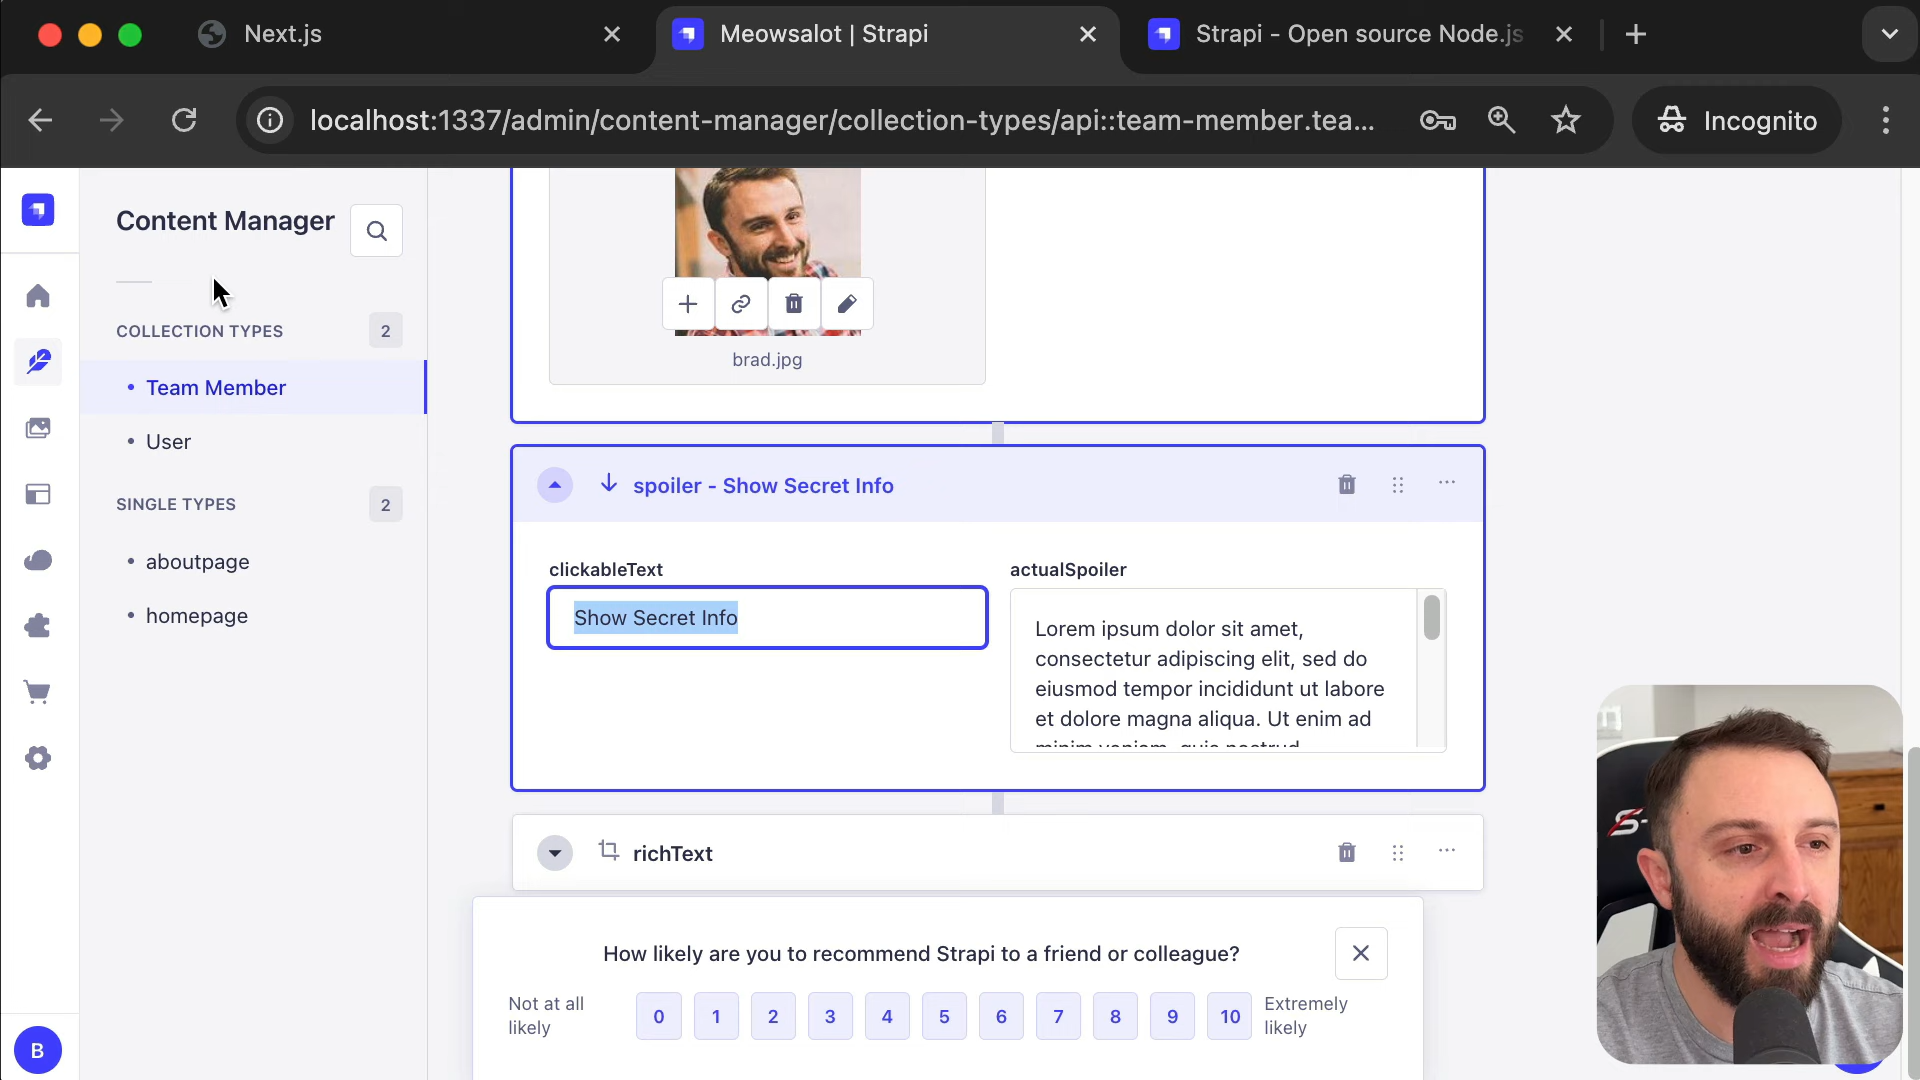 Next.js
Meowsalot | Strapi
Strapi - Open source Node.js
localhost:1337/admin/content-manager/collection-types/api::team-member.tea...
Incognito
Content Manager
COLLECTION TYPES
2
Team Member
User
SINGLE TYPES
2
aboutpage
homepage
B
brad.jpg
spoiler - Show Secret Info
clickableText
Show Secret Info
actualSpoiler
Lorem ipsum dolor sit amet,
consectetur adipiscing elit, sed do
eiusmod tempor incididunt ut labore
et dolore magna aliqua. Ut enim ad
minim veniam, quis nostrud
richText
How likely are you to recommend Strapi to a friend or colleague?
Not at all
likely
0 1 2 3 4 5 6 7 8 9 10
Extremely
likely